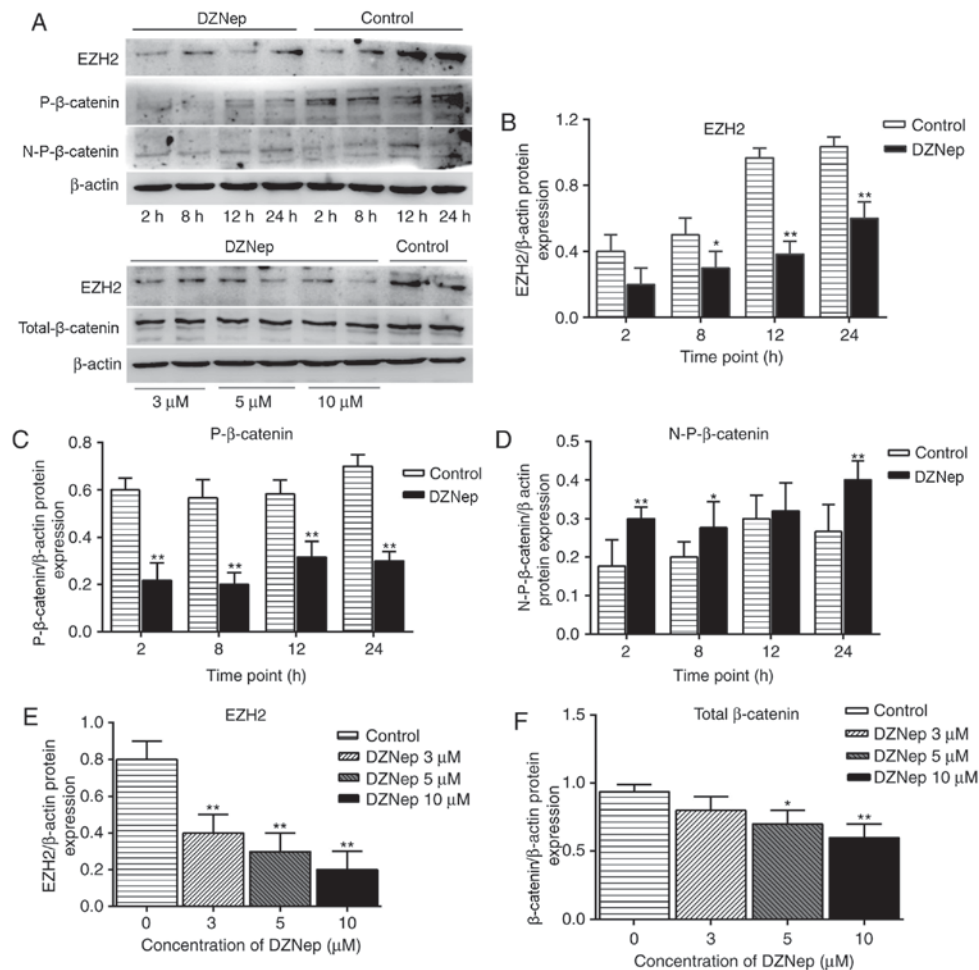 A
DZNep Control
EZH2
P-β-catenin
N-P-β-catenin
β-actin
2 h 8 h 12 h 24 h 2 h 8 h 12 h 24 h
DZNep Control
EZH2
Total-β-catenin
β-actin
3 μM 5 μM 10 μM
B
EZH2
Control
DZNep
EZH2/β-actin protein
expression
1.2
0.8
0.4
0.0
* ** **
2 8 12 24
Time point (h)
C
P-β-catenin
Control
DZNep
P-β-catenin/β-actin protein
expression
0.8
0.6
0.4
0.2
0.0
** ** ** **
2 8 12 24
Time point (h)
D
N-P-β-catenin
Control
DZNep
N-P-β-catenin/β actin
protein expression
0.5
0.4
0.3
0.2
0.1
0.0
** * **
2 8 12 24
Time point (h)
E
EZH2
Control
DZNep 3 μM
DZNep 5 μM
DZNep 10 μM
EZH2/β-actin protein
expression
1.0
0.8
0.6
0.4
0.2
0.0
** ** **
0 3 5 10
Concentration of DZNep (μM)
F
Total β-catenin
Control
DZNep 3 μM
DZNep 5 μM
DZNep 10 μM
β-catenin/β-actin protein
expression
1.5
1.0
0.5
0.0
* **
0 3 5 10
Concentration of DZNep (μM)